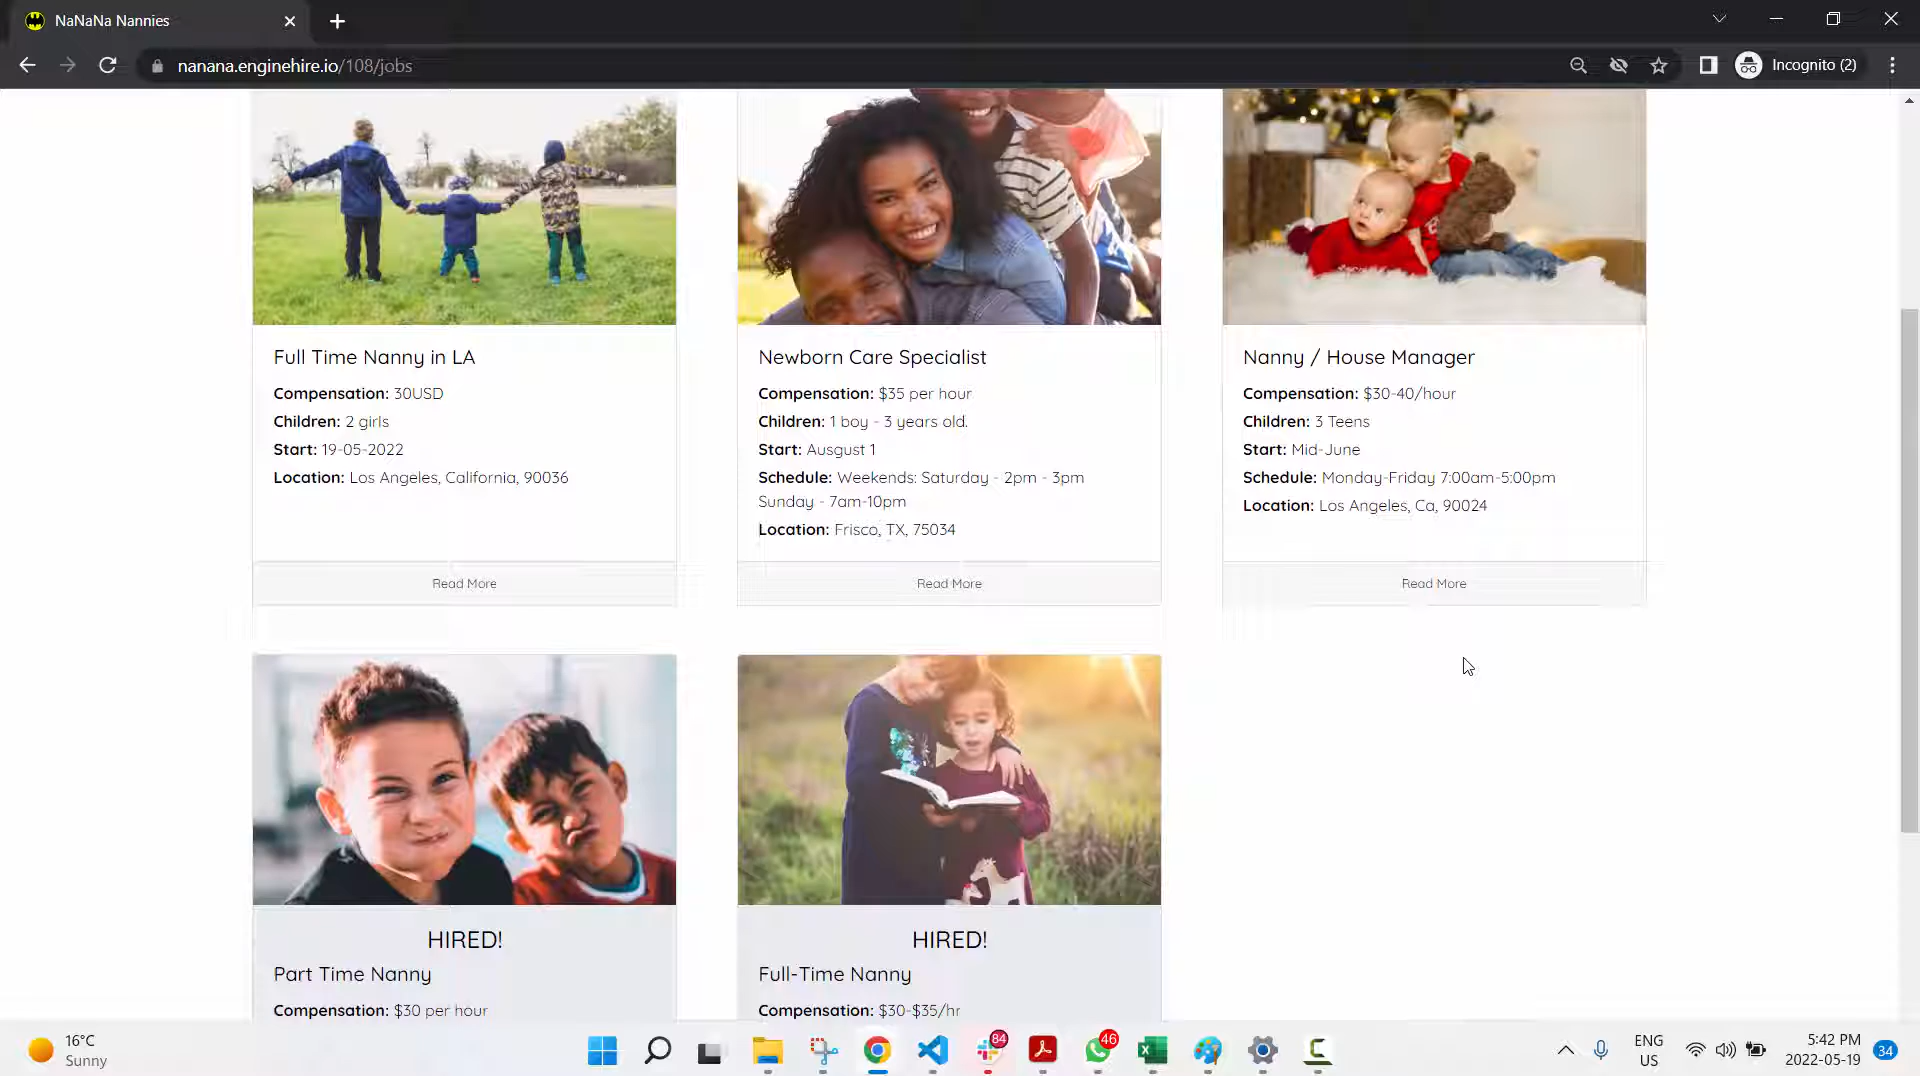 NaNaNa Nannies
nanana.enginehire.io/108/jobs
Incognito (2)
Full Time Nanny in LA
Compensation: 30USD
Children: 2 girls
Start: 19-05-2022
Location: Los Angeles, California, 90036
Read More
Newborn Care Specialist
Compensation: $35 per hour
Children: 1 boy - 3 years old.
Start: Ausgust 1
Schedule: Weekends: Saturday - 2pm - 3pm
Sunday - 7am-10pm
Location: Frisco, TX, 75034
Read More
Nanny / House Manager
Compensation: $30-40/hour
Children: 3 Teens
Start: Mid-June
Schedule: Monday-Friday 7:00am-5:00pm
Location: Los Angeles, Ca, 90024
Read More
HIRED!
Part Time Nanny
Compensation: $30 per hour
HIRED!
Full-Time Nanny
Compensation: $30-$35/hr
16°C
Sunny
84
46
ENG
US
5:42 PM
2022-05-19
34